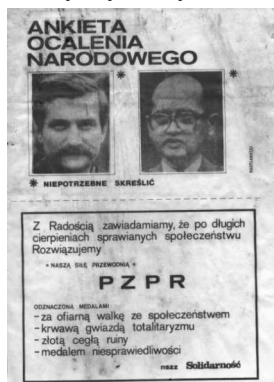 ANKIETA
OCALENIA
NARODOWEGO
* *
* NIEPOTRZEBNE SKREŚLIĆ
Z Radością zawiadamiamy, że po długich
cierpieniach sprawianych społeczeństwu
Rozwiązujemy
* NASZĄ SIŁĘ PRZEWODNIĄ *
PZPR
ODZNACZONĄ MEDALAMI
- za ofiarną walkę ze społeczeństwem
- krwawą gwiazdą totalitaryzmu
- złotą cegłą ruiny
- medalem niesprawiedliwości
nszz Solidarność